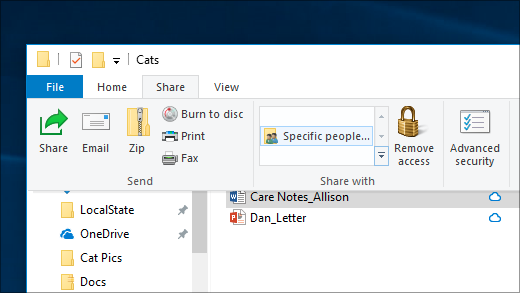 Cats
File Home Share View
Share Email Zip Burn to disc
Print
Fax
Specific people...
Remove access
Advanced security
Send Share with
LocalState
OneDrive
Cat Pics
Docs
Care Notes_Allison
Dan_Letter